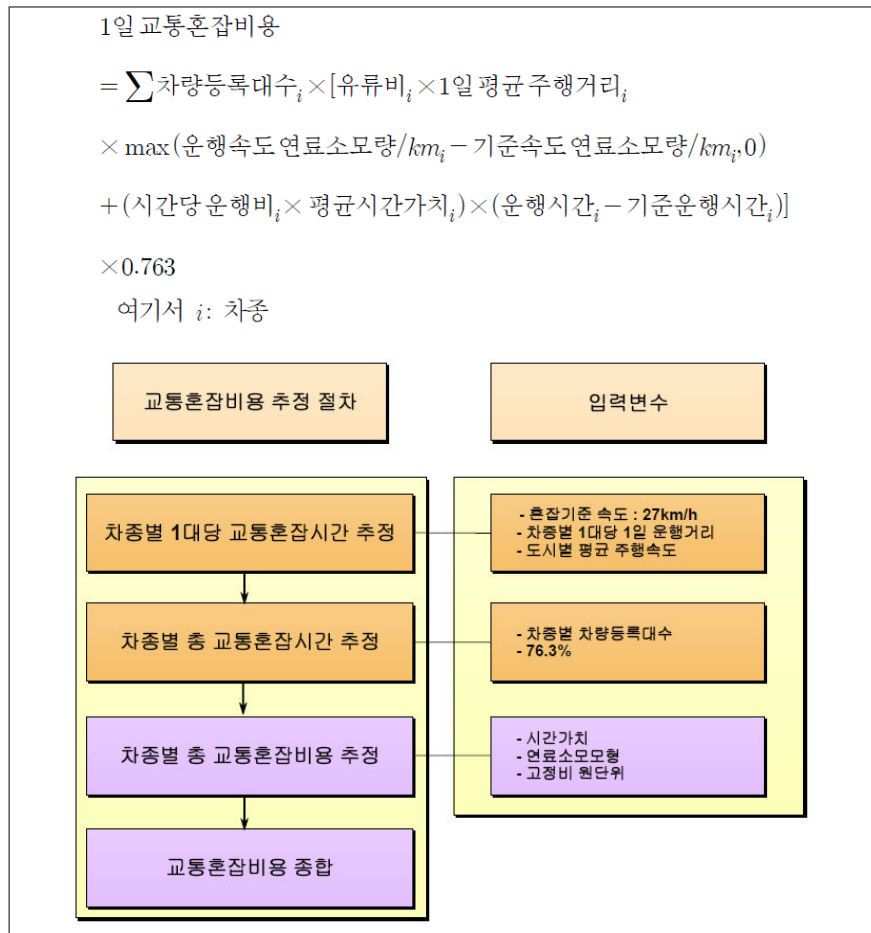 1일 교통혼잡비용
= ∑차량등록대수i × [유류비i × 1일 평균 주행거리i
× max(운행속도 연료소모량/kmi − 기준속도 연료소모량/kmi, 0)
+ (시간당 운행비i × 평균시간가치i) × (운행시간i − 기준운행시간i)]
× 0.763
여기서 i: 차종
교통혼잡비용 추정 절차
입력변수
차종별 1대당 교통혼잡시간 추정
- 혼잡기준 속도 : 27km/h
- 차종별 1대당 1일 운행거리
- 도시별 평균 주행속도
차종별 총 교통혼잡시간 추정
- 차종별 차량등록대수
- 76.3%
차종별 총 교통혼잡비용 추정
- 시간가치
- 연료소모모형
- 고정비 원단위
교통혼잡비용 종합